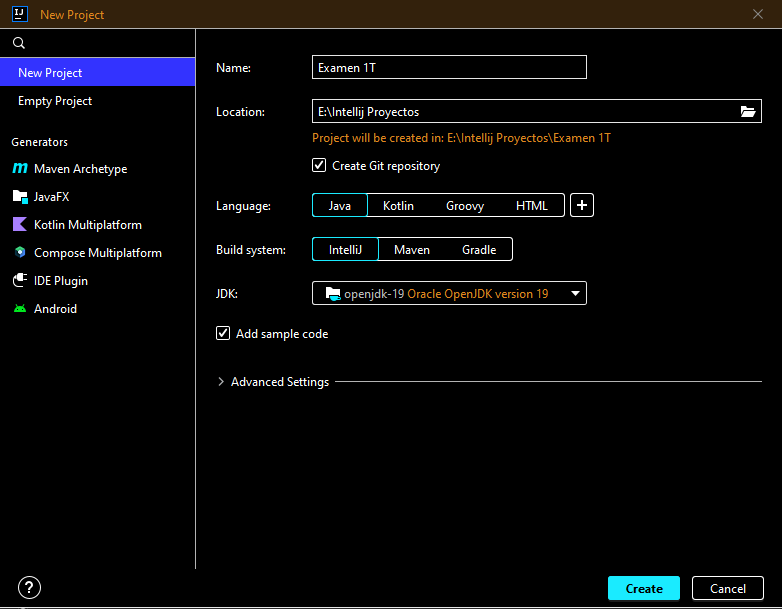 New Project
New Project
Empty Project
Generators
Maven Archetype
JavaFX
Kotlin Multiplatform
Compose Multiplatform
IDE Plugin
Android
Name: Examen 1T
Location: E:\Intellij Proyectos
Project will be created in: E:\Intellij Proyectos\Examen 1T
Create Git repository
Language: Java Kotlin Groovy HTML +
Build system: IntelliJ Maven Gradle
JDK: openjdk-19 Oracle OpenJDK version 19
Add sample code
Advanced Settings
? Create Cancel